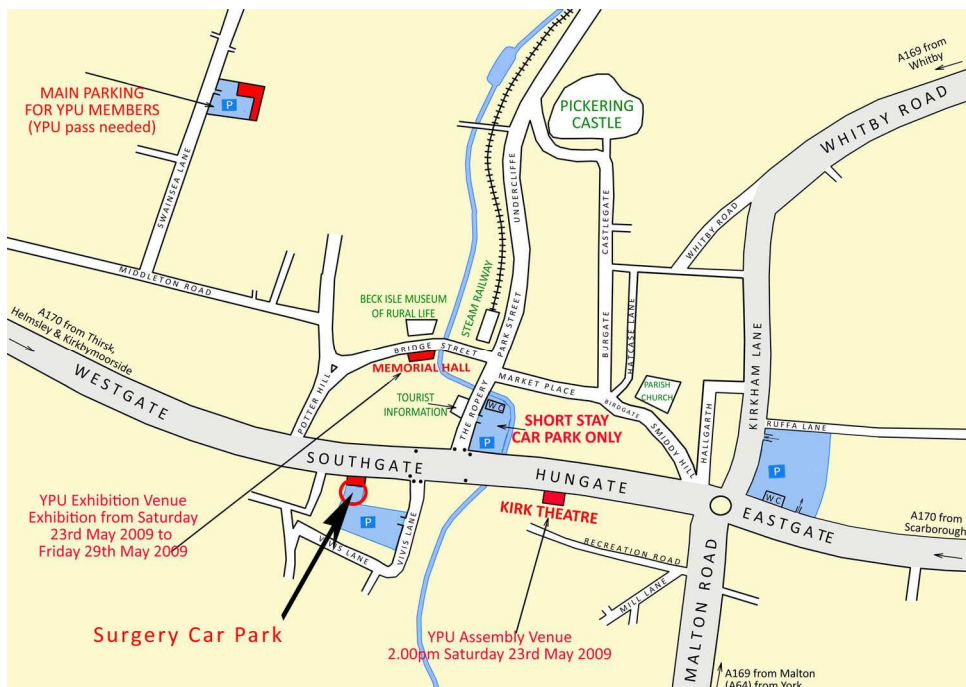 A169 from
Whitby
WHITBY ROAD
MAIN PARKING
FOR YPU MEMBERS
(YPU pass needed)
P
PICKERING
CASTLE
SWAINSEA LANE
UNDERCLIFFE
CASTLEGATE
WHITBY ROAD
MIDDLETON ROAD
BECK ISLE MUSEUM
OF RURAL LIFE
STEAM RAILWAY
PARK STREET
BURGATE
HATCASE LANE
KIRKHAM LANE
A170 from Thirsk,
Helmsley & Kirkbymoorside
WESTGATE
BRIDGE STREET
MEMORIAL HALL
POTTER HILL
MARKET PLACE
BIRDGATE
PARISH
CHURCH
TOURIST
INFORMATION
THE ROPERY
WC
P
SHORT STAY
CAR PARK ONLY
SMIDDY HILL
HALLGARTH
RUFFA LANE
P
WC
SOUTHGATE
HUNGATE
EASTGATE
YPU Exhibition Venue
Exhibition from Saturday
23rd May 2009 to
Friday 29th May 2009
P
VIVIS LANE
VIVIS LANE
KIRK THEATRE
RECREATION ROAD
A170 from
Scarborough
MILL LANE
MALTON ROAD
Surgery Car Park
YPU Assembly Venue
2.00pm Saturday 23rd May 2009
A169 from Malton
(A64) from York